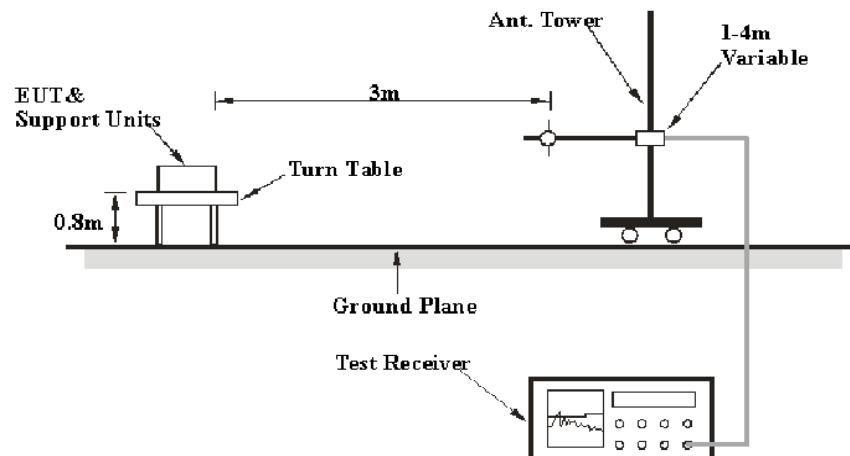 Ant. Tower
1-4m
Variable
3m
EUT&
Support Units
Turn Table
0.8m
Ground Plane
Test Receiver